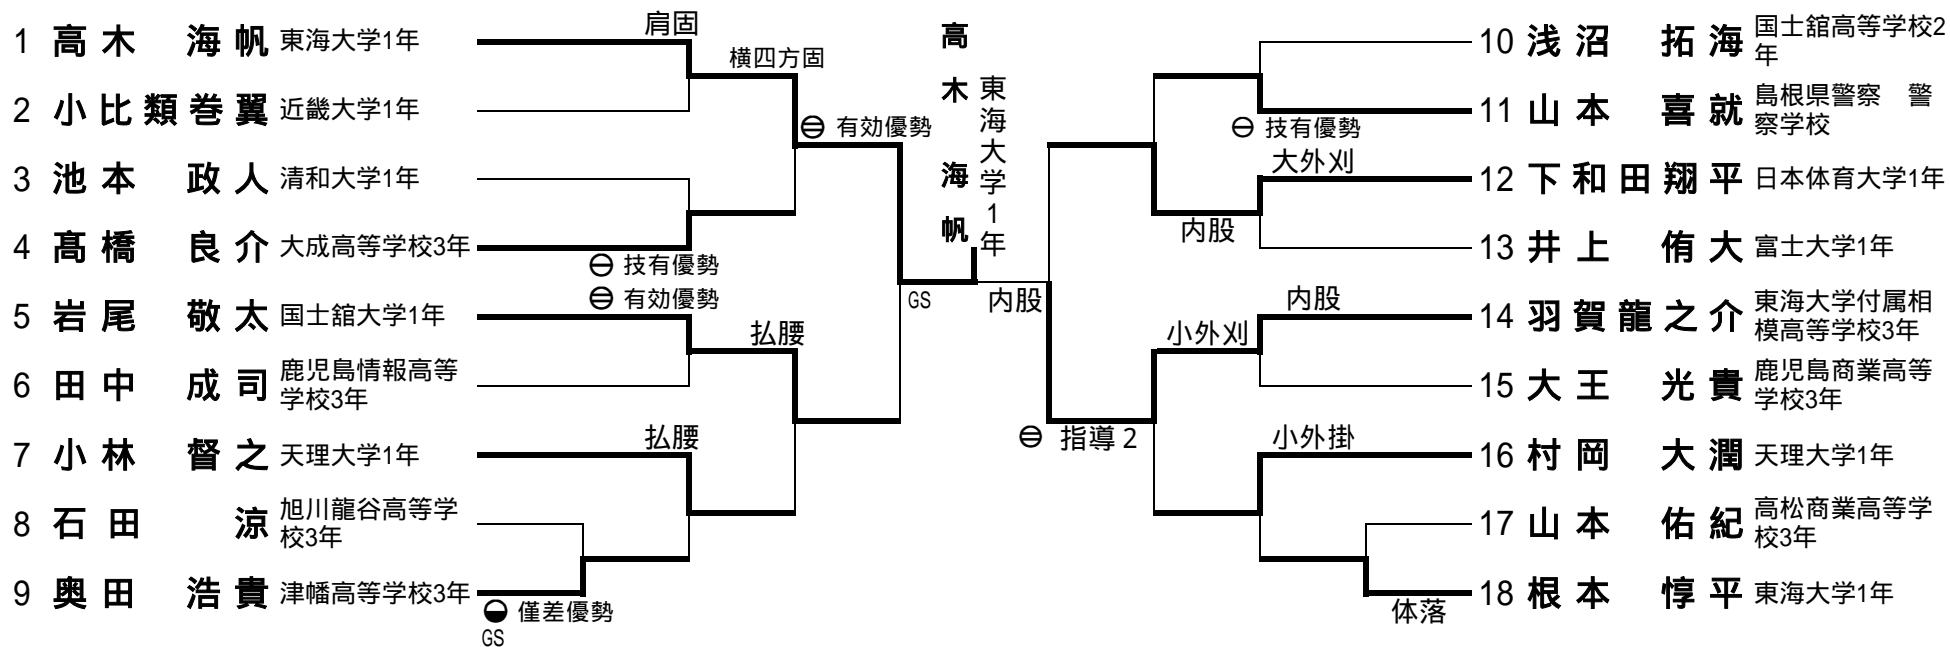 1 高木 海帆 東海大学1年
2 小比類巻翼 近畿大学1年
3 池本 政人 清和大学1年
4 髙橋 良介 大成高等学校3年
5 岩尾 敬太 国士舘大学1年
6 田中 成司 鹿児島情報高等
学校3年
7 小林 督之 天理大学1年
8 石田 涼 旭川龍谷高等学
校3年
9 奥田 浩貴 津幡高等学校3年
肩固
横四方固
有効優勢
技有優勢
有効優勢
払腰
払腰
僅差優勢
GS
GS
高木海帆
東海大学1年
内股
技有優勢
大外刈
内股
内股
小外刈
指導2
小外掛
体落
10 浅沼 拓海 国士舘高等学校2
年
11 山本 喜就 島根県警察 警
察学校
12 下和田翔平 日本体育大学1年
13 井上 侑大 富士大学1年
14 羽賀龍之介 東海大学付属相
模高等学校3年
15 大王 光貴 鹿児島商業高等
学校3年
16 村岡 大潤 天理大学1年
17 山本 佑紀 高松商業高等学
校3年
18 根本 惇平 東海大学1年